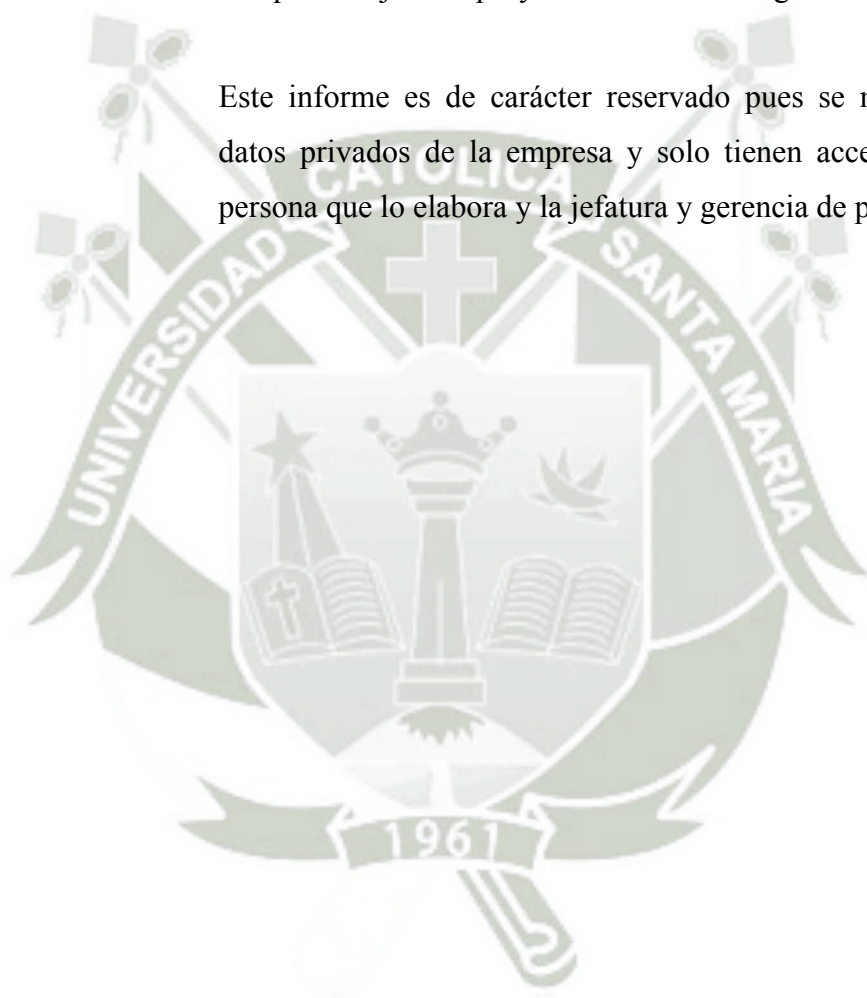 Este informe es de carácter reservado pues se
datos privados de la empresa y solo tienen
persona que lo elabora y la jefatura y gerencia de
CATOLICA
UNIVERSIDAD
SANTA MARIA
1961